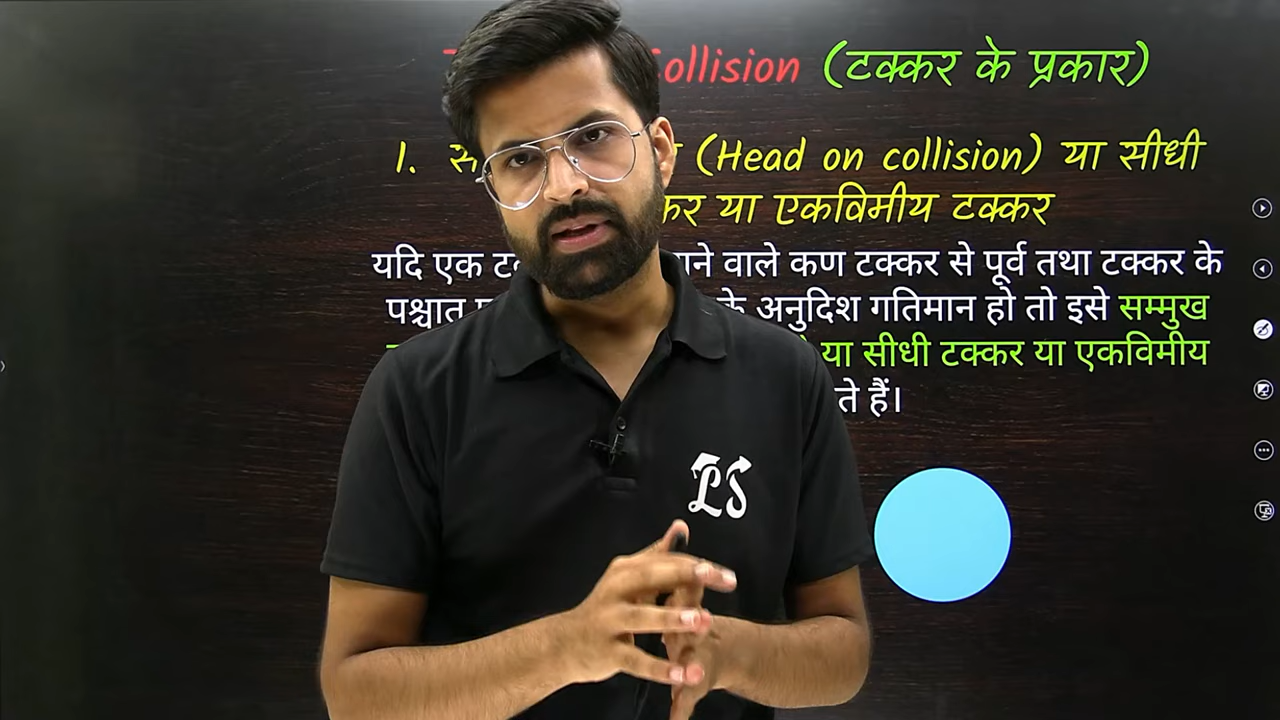 ollision (टक्कर के प्रकार)
1. (Head on collision) या सीधी
या एकविमीय टक्कर
यदि एक वाले कण टक्कर से पूर्व तथा टक्कर के
पश्चात के अनुदिश गतिमान हो तो इसे सम्मुख
या सीधी टक्कर या एकविमीय
हैं।
LS